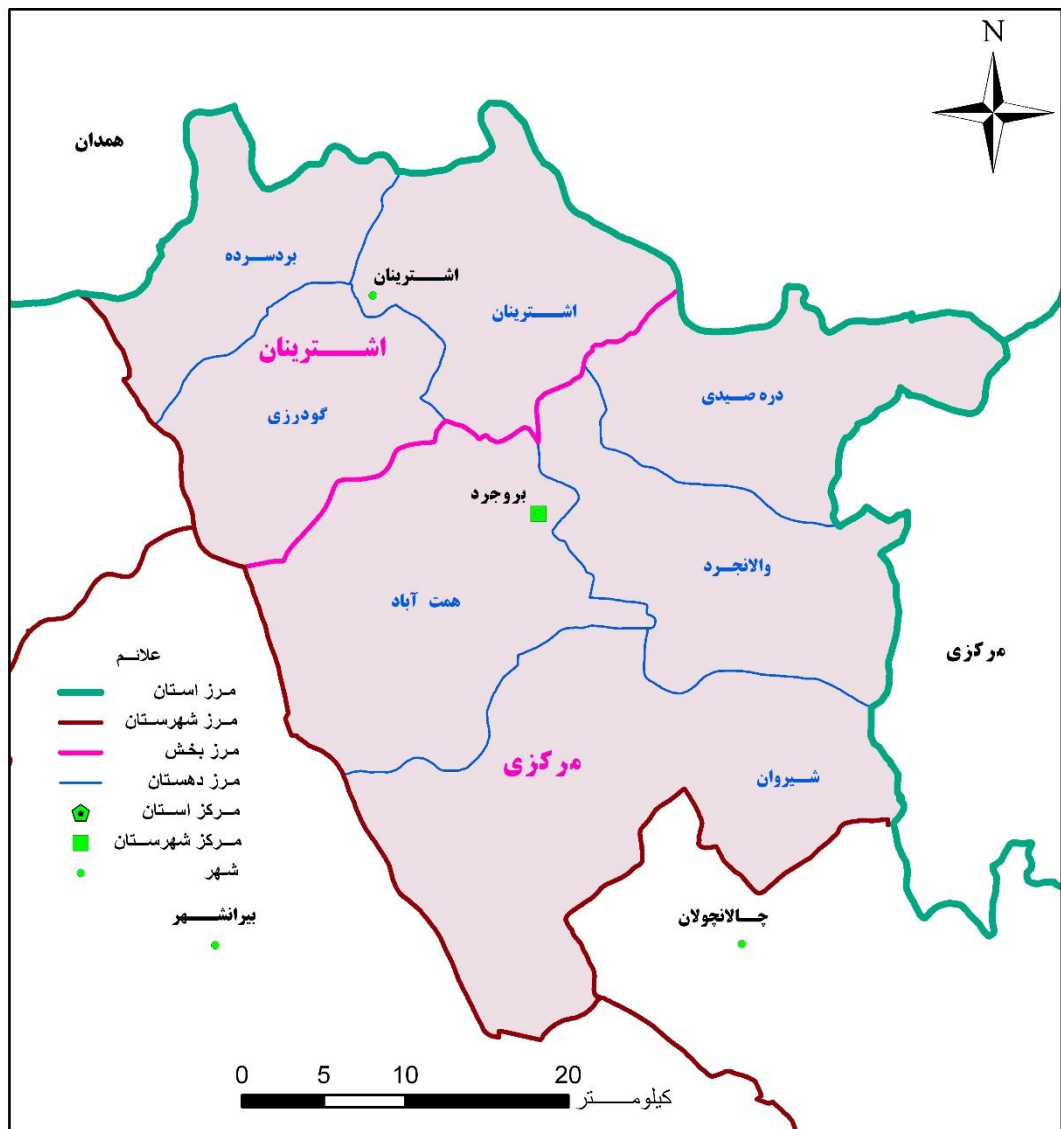 N
همدان
بردسرده
اشترینان
اشترینان
اشترینان
گودرزی
دره صیدی
بروجرد
والانجرد
همت آباد
مرکزی
مرکزی
شیروان
علائم
مرز استان
مرز شهرستان
مرز بخش
مرز دهستان
مرکز استان
مرکز شهرستان
شهر
بیرانشهر
چالانچولان
0 5 10 20
کیلومتر